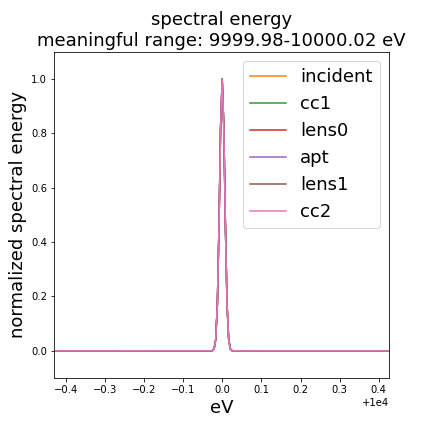 spectral energy
meaningful range: 9999.98-10000.02 eV
normalized spectral energy
1.0
0.8
0.6
0.4
0.2
0.0
incident
cc1
lens0
apt
lens1
cc2
−0.4
−0.3
−0.2
−0.1
0.0
0.1
0.2
0.3
0.4
+1e4
eV